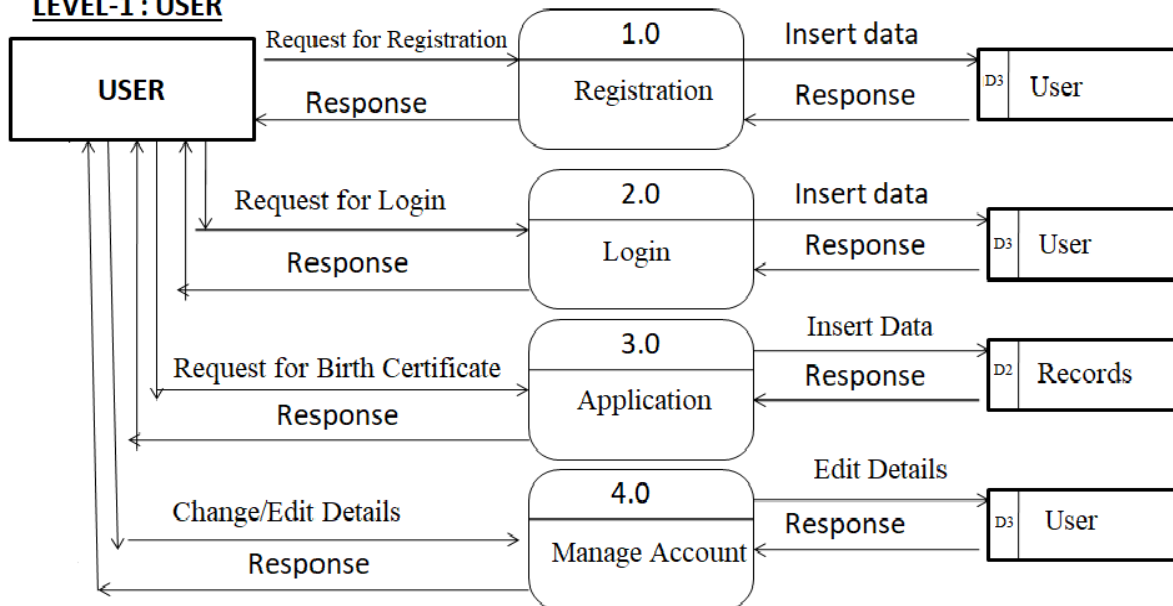 LEVEL-1 : USER
Request for Registration
1.0
Insert data
USER
Registration
D3 User
Response
Response
2.0
Insert data
Request for Login
Login
D3 User
Response
Response
3.0
Insert Data
Request for Birth Certificate
Application
D2 Records
Response
Response
4.0
Edit Details
Change/Edit Details
Manage Account
D3 User
Response
Response